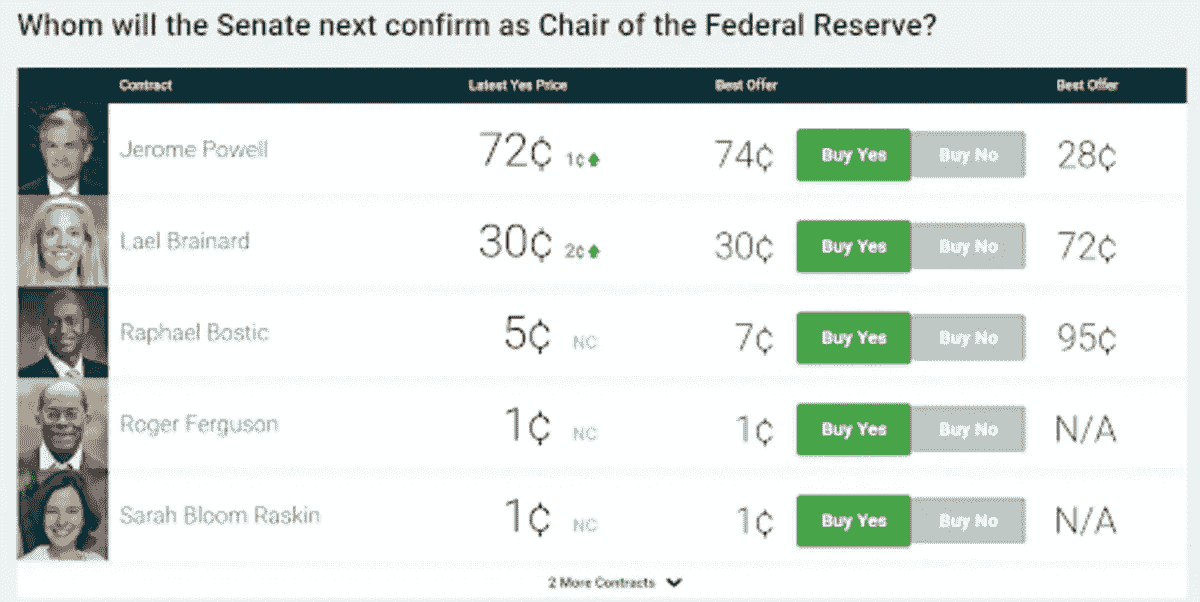 Whom will the Senate next confirm as Chair of the Federal Reserve?
Contract Latest Yes Price Best Offer Best Offer
Jerome Powell 72¢ 1¢ 74¢ Buy Yes Buy No 28¢
Lael Brainard 30¢ 2¢ 30¢ Buy Yes Buy No 72¢
Raphael Bostic 5¢ NC 7¢ Buy Yes Buy No 95¢
Roger Ferguson 1¢ NC 1¢ Buy Yes Buy No N/A
Sarah Bloom Raskin 1¢ NC 1¢ Buy Yes Buy No N/A
2 More Contracts